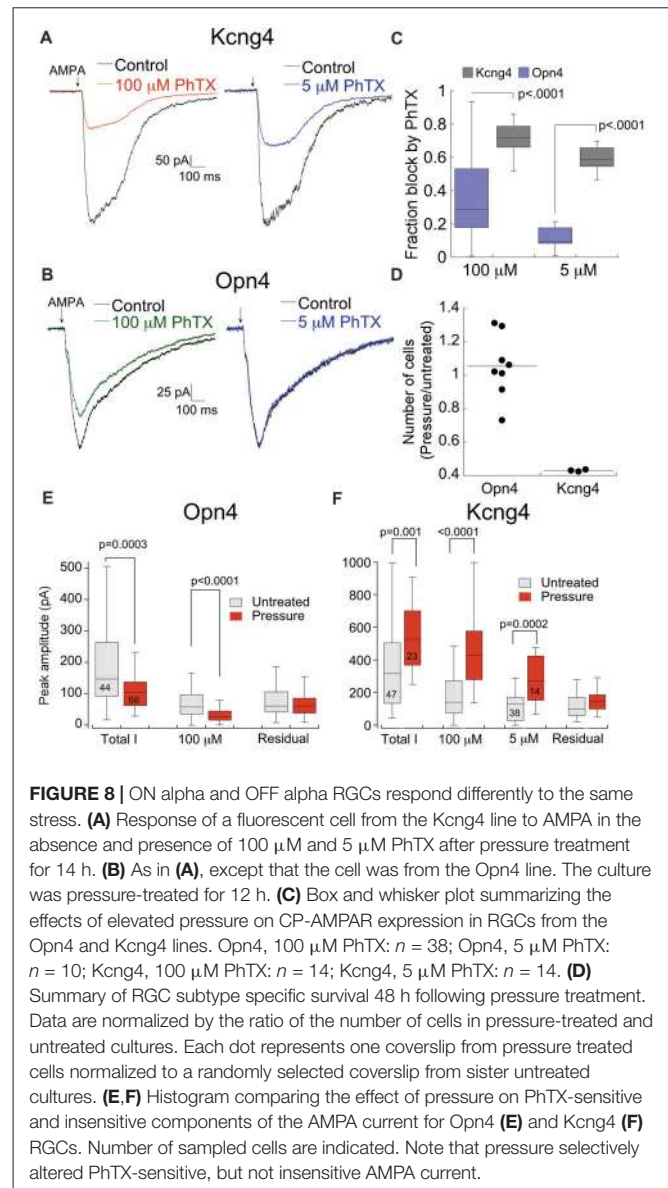 A
Kcng4
AMPA
Control
100 μM PhTX
Control
5 μM PhTX
50 pA
100 ms
C
Kcng4
Opn4
Fraction block by PhTX
1
0.8
0.6
0.4
0.2
0
p<.0001
p<.0001
100 μM
5 μM
B
Opn4
AMPA
Control
100 μM PhTX
Control
5 μM PhTX
25 pA
100 ms
D
Number of cells
(Pressure/untreated)
1.4
1.2
1
0.8
0.6
0.4
Opn4
Kcng4
E
Opn4
p=0.0003
p<0.0001
Untreated
Pressure
Peak amplitude (pA)
500
400
300
200
100
0
44
66
Total I
100 μM
Residual
F
Kcng4
p=0.001
<0.0001
p=0.0002
Untreated
Pressure
1000
800
600
400
200
0
47
23
38
14
Total I
100 μM
5 μM
Residual
FIGURE 8 | ON alpha and OFF alpha RGCs respond differently to the same
stress. (A) Response of a fluorescent cell from the Kcng4 line to AMPA in the
absence and presence of 100 μM and 5 μM PhTX after pressure treatment
for 14 h. (B) As in (A), except that the cell was from the Opn4 line. The culture
was pressure-treated for 12 h. (C) Box and whisker plot summarizing the
effects of elevated pressure on CP-AMPAR expression in RGCs from the
Opn4 and Kcng4 lines. Opn4, 100 μM PhTX: n = 38; Opn4, 5 μM PhTX:
n = 10; Kcng4, 100 μM PhTX: n = 14; Kcng4, 5 μM PhTX: n = 14. (D)
Summary of RGC subtype specific survival 48 h following pressure treatment.
Data are normalized by the ratio of the number of cells in pressure-treated and
untreated cultures. Each dot represents one coverslip from pressure treated
cells normalized to a randomly selected coverslip from sister untreated
cultures. (E,F) Histogram comparing the effect of pressure on PhTX-sensitive
and insensitive components of the AMPA current for Opn4 (E) and Kcng4 (F)
RGCs. Number of sampled cells are indicated. Note that pressure selectively
altered PhTX-sensitive, but not insensitive AMPA current.